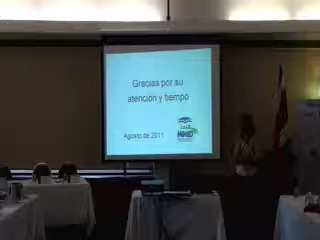 Gracias por su
atención y tiempo
Agosto de 2011